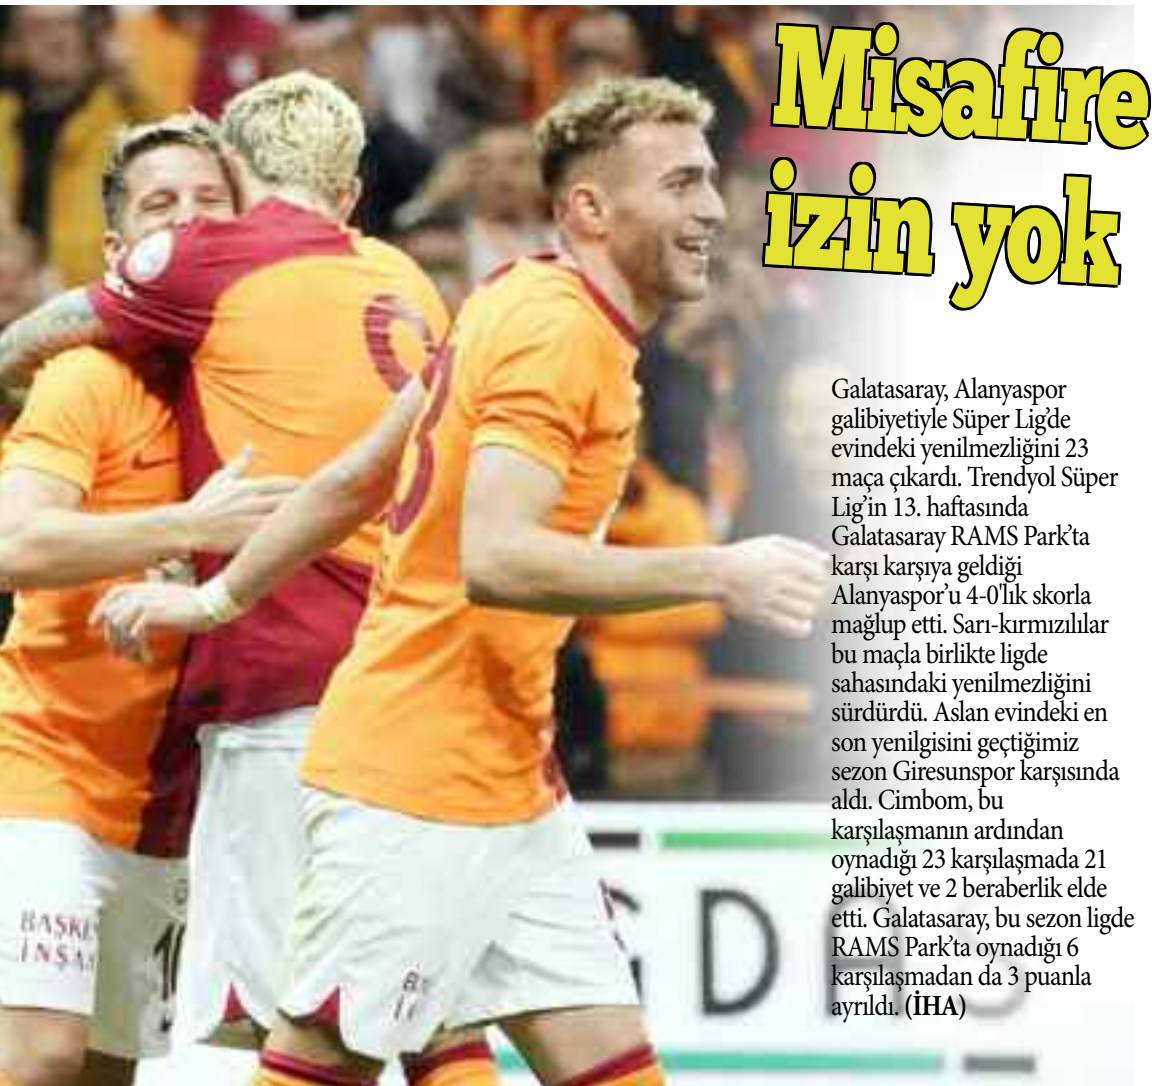 Misafire
izin yok
Galatasaray, Alanyaspor
galibiyetiyle Süper Lig'de
evindeki yenilmezliğini 23
maça çıkardı. Trendyol Süper
Lig'in 13. haftasında
Galatasaray RAMS Park'ta
karşı karşıya geldiği
Alanyaspor'u 4-0'lık skorla
mağlup etti. Sarı-kırmızılılar
bu maçla birlikte ligde
sahasındaki yenilmezliğini
sürdürdü. Aslan evindeki en
son yenilgisini geçtiğimiz
sezon Giresunspor karşısında
aldı. Cimbom, bu
karşılaşmanın ardından
oynadığı 23 karşılaşmada 21
galibiyet ve 2 beraberlik elde
etti. Galatasaray, bu sezon ligde
RAMS Park'ta oynadığı 6
karşılaşmadan da 3 puanla
ayrıldı. (İHA)